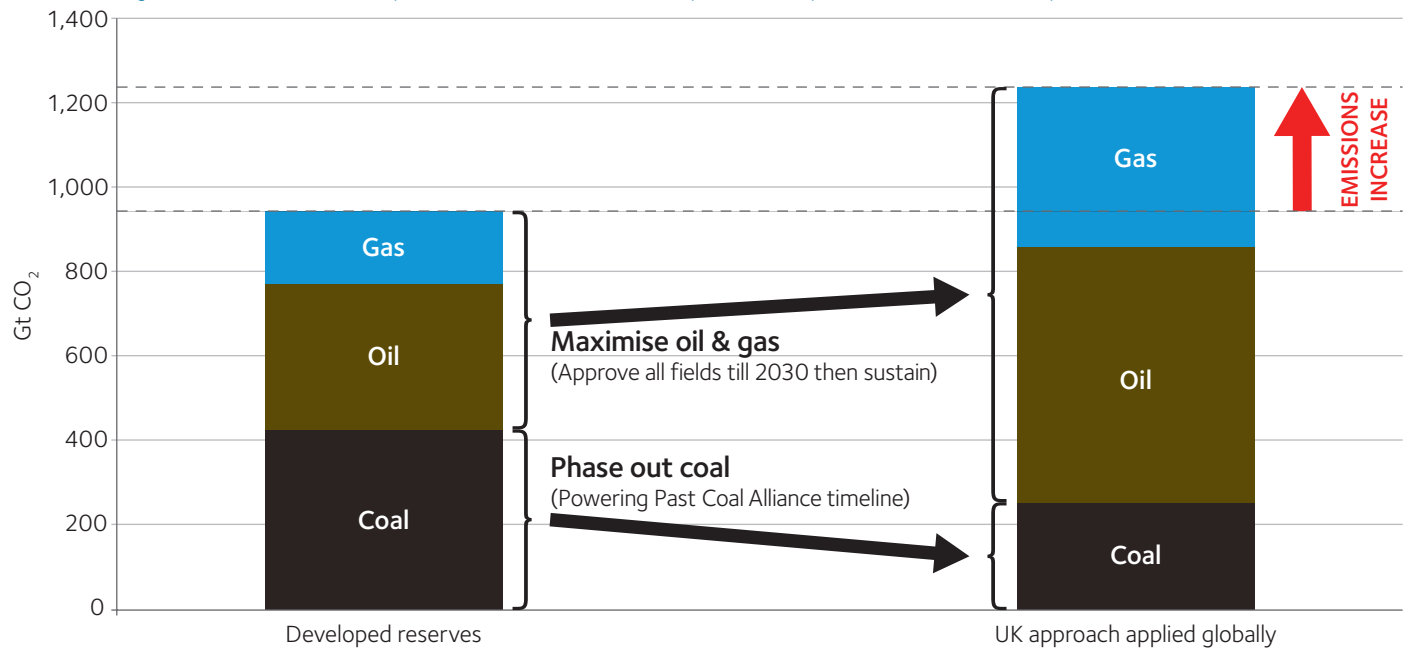 1,400
1,200
1,000
800
600
400
200
0
Gt CO₂
Gas
Oil
Coal
Developed reserves
Maximise oil & gas
(Approve all fields till 2030 then sustain)
Phase out coal
(Powering Past Coal Alliance timeline)
Gas
Oil
Coal
UK approach applied globally
EMISSIONS
INCREASE